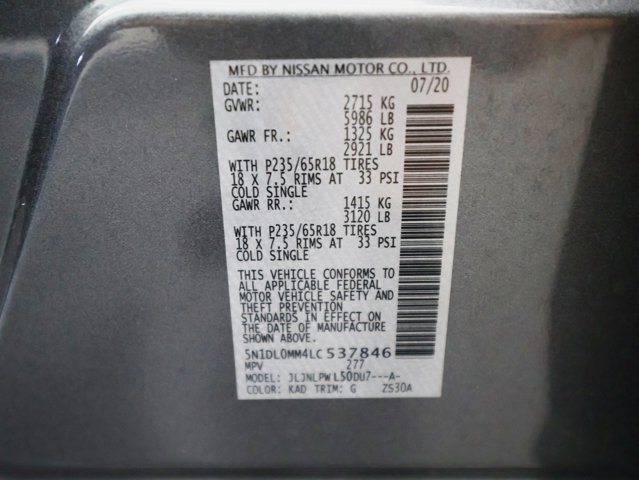 MFD BY NISSAN MOTOR CO., LTD.
DATE: 07/20
GVWR: 2715 KG
5986 LB
GAWR FR.: 1325 KG
2921 LB
WITH P235/65R18 TIRES
18 X 7.5 RIMS AT 33 PSI
COLD SINGLE
GAWR RR.: 1415 KG
3120 LB
WITH P235/65R18 TIRES
18 X 7.5 RIMS AT 33 PSI
COLD SINGLE
THIS VEHICLE CONFORMS TO
ALL APPLICABLE FEDERAL
MOTOR VEHICLE SAFETY AND
THEFT PREVENTION
STANDARDS IN EFFECT ON
THE DATE OF MANUFACTURE
SHOWN ABOVE.
5N1DL0MM4LC537846
MPV 277
MODEL: JLJNLPW L50DU7---A-
COLOR: KAD TRIM: G ZS30A